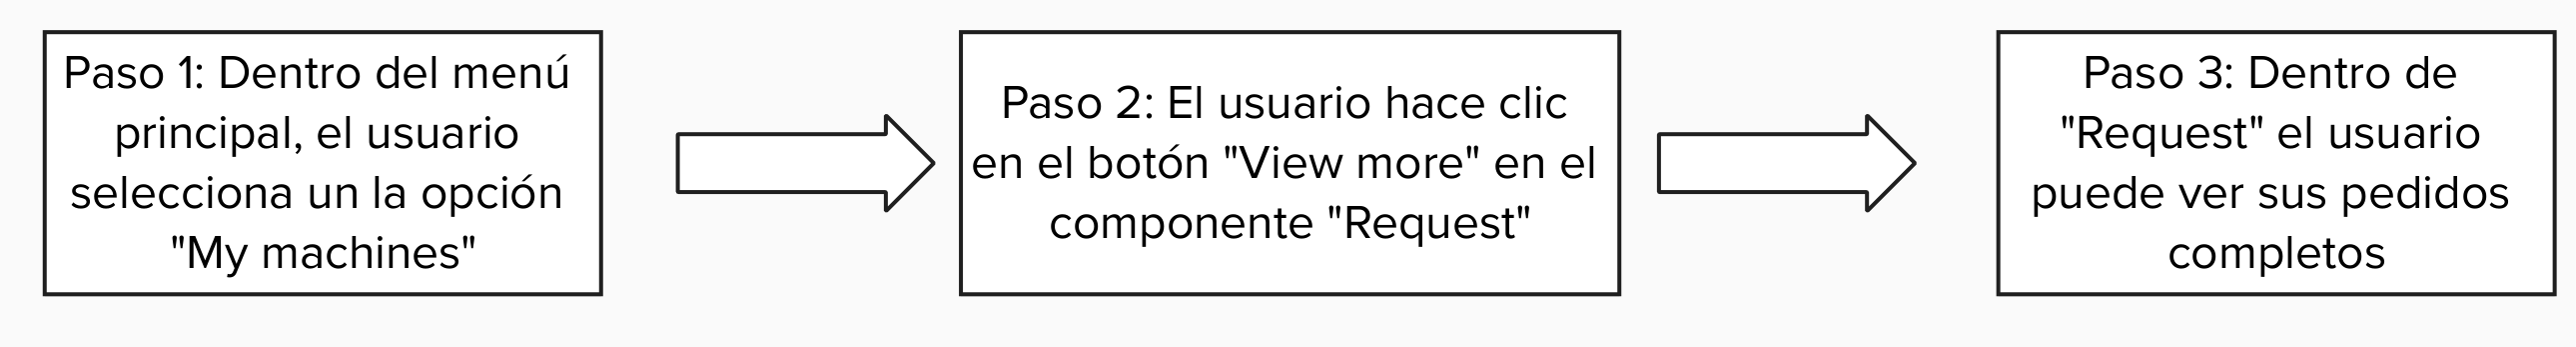 Paso 1: Dentro del menú
principal, el usuario
selecciona un la opción
"My machines"
Paso 2: El usuario hace clic
en el botón "View more" en el
componente "Request"
Paso 3: Dentro de
"Request" el usuario
puede ver sus pedidos
completos